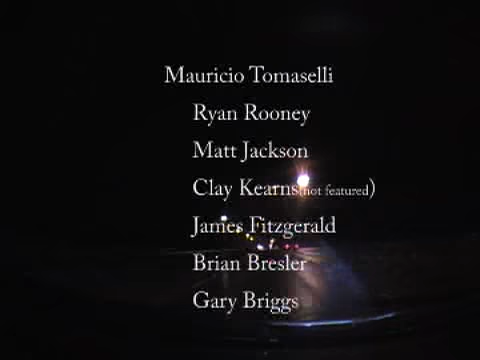 Mauricio Tomaselli
Ryan Rooney
Matt Jackson
Clay Kearns(not featured)
James Fitzgerald
Brian Bresler
Gary Briggs